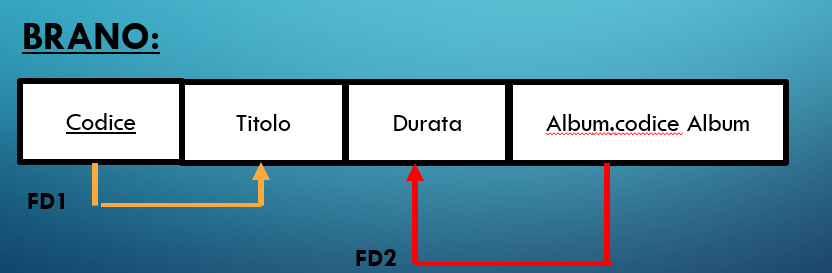 BRANO:
Codice Titolo Durata Album.codice Album
FD1
FD2